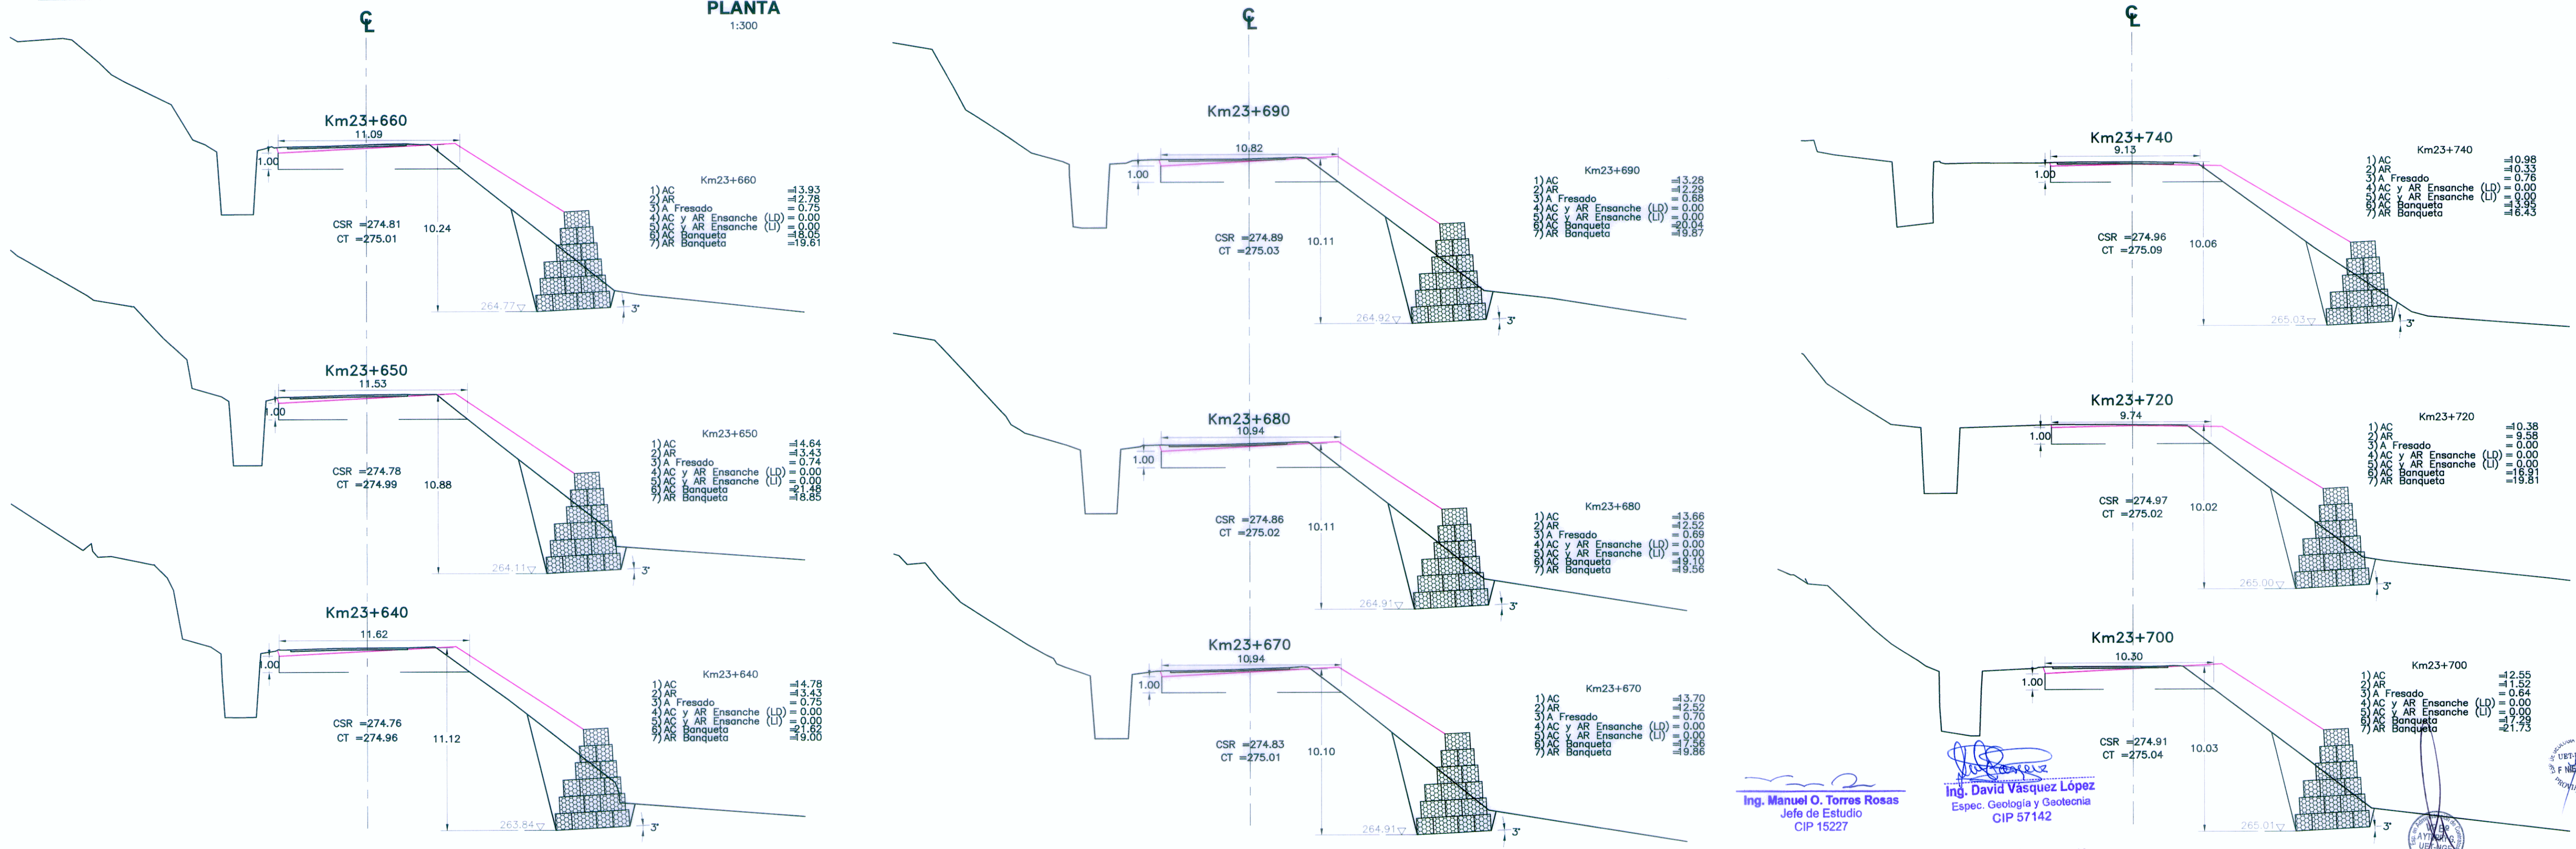 PLANTA
1:300
C̲L
Km23+660
11.09
1.00
CSR =274.81
CT =275.01
10.24
264.77
3°
Km23+660
1)AC =13.93
2)AR =12.78
3)A Fresado = 0.75
4)AC y AR Ensanche (LD) = 0.00
5)AC y AR Ensanche (LI) = 0.00
6)AC Banqueta =18.05
7)AR Banqueta =19.61
Km23+650
11.53
1.00
CSR =274.78
CT =274.99
10.88
264.11
3°
Km23+650
1)AC =14.64
2)AR =13.43
3)A Fresado = 0.74
4)AC y AR Ensanche (LD) = 0.00
5)AC y AR Ensanche (LI) = 0.00
6)AC Banqueta =21.48
7)AR Banqueta =18.85
Km23+640
11.62
1.00
CSR =274.76
CT =274.96
11.12
263.84
3°
Km23+640
1)AC =14.78
2)AR =13.43
3)A Fresado = 0.75
4)AC y AR Ensanche (LD) = 0.00
5)AC y AR Ensanche (LI) = 0.00
6)AC Banqueta =21.62
7)AR Banqueta =19.00
CL
Km23+690
10.82
1.00
CSR =274.89
CT =275.03
10.11
264.92
3°
Km23+690
1)AC =13.28
2)AR =12.29
3)A Fresado = 0.68
4)AC y AR Ensanche (LD) = 0.00
5)AC y AR Ensanche (LI) = 0.00
6)AC Banqueta =20.04
7)AR Banqueta =19.87
Km23+680
10.94
1.00
CSR =274.86
CT =275.02
10.11
264.91
3°
Km23+680
1)AC =13.66
2)AR =12.52
3)A Fresado = 0.69
4)AC y AR Ensanche (LD) = 0.00
5)AC y AR Ensanche (LI) = 0.00
6)AC Banqueta =19.10
7)AR Banqueta =19.56
Km23+670
10.94
1.00
CSR =274.83
CT =275.01
10.10
264.91
3°
Km23+670
1)AC =13.70
2)AR =12.52
3)A Fresado = 0.70
4)AC y AR Ensanche (LD) = 0.00
5)AC y AR Ensanche (LI) = 0.00
6)AC Banqueta =17.56
7)AR Banqueta =19.86
CL
Km23+740
9.13
1.00
CSR =274.96
CT =275.09
10.06
265.03
3°
Km23+740
1)AC =10.98
2)AR =10.33
3)A Fresado = 0.76
4)AC y AR Ensanche (LD) = 0.00
5)AC y AR Ensanche (LI) = 0.00
6)AC Banqueta =13.95
7)AR Banqueta =16.43
Km23+720
9.74
1.00
CSR =274.97
CT =275.02
10.02
265.00
3°
Km23+720
1)AC =10.38
2)AR = 9.58
3)A Fresado = 0.00
4)AC y AR Ensanche (LD) = 0.00
5)AC y AR Ensanche (LI) = 0.00
6)AC Banqueta =16.91
7)AR Banqueta =19.81
Km23+700
10.30
1.00
CSR =274.91
CT =275.04
10.03
265.01
3°
Km23+700
1)AC =12.55
2)AR =11.52
3)A Fresado = 0.64
4)AC y AR Ensanche (LD) = 0.00
5)AC y AR Ensanche (LI) = 0.00
6)AC Banqueta =17.29
7)AR Banqueta =21.73
Ing. Manuel O. Torres Rosas
Jefe de Estudio
CIP 15227
Ing. David Vásquez López
Espec. Geología y Geotecnia
CIP 57142